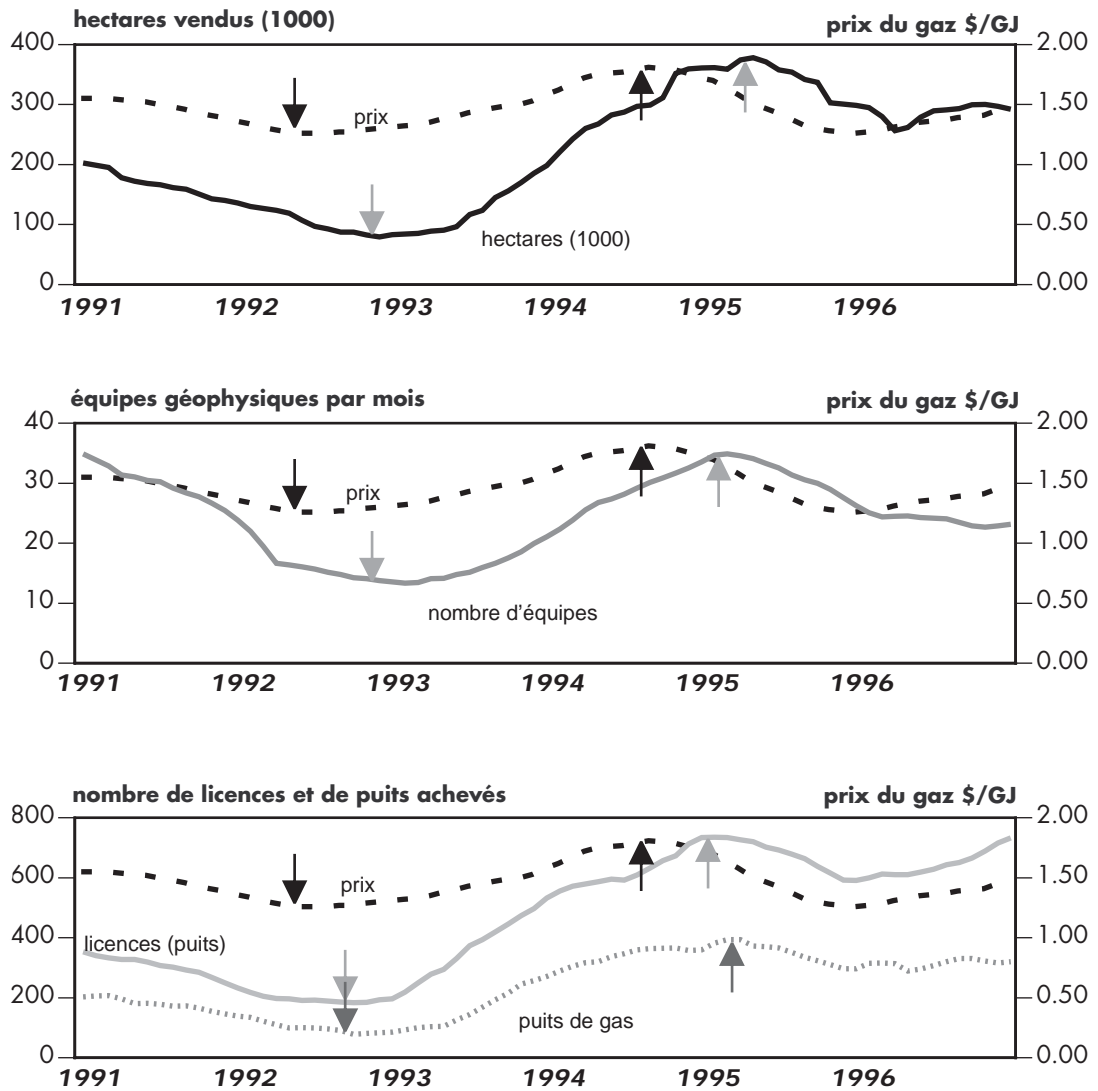 hectares vendus (1000) prix du gaz $/GJ
400 2.00
300 prix 1.50
200 1.00
100 0.50
hectares (1000)
0 0.00
1991 1992 1993 1994 1995 1996
équipes géophysiques par mois prix du gaz $/GJ
40 2.00
30 1.50
prix
20 1.00
10 0.50
nombre d'équipes
0 0.00
1991 1992 1993 1994 1995 1996
nombre de licences et de puits achevés prix du gaz $/GJ
800 2.00
600 1.50
prix
400 1.00
licences (puits)
200 0.50
puits de gas
0 0.00
1991 1992 1993 1994 1995 1996